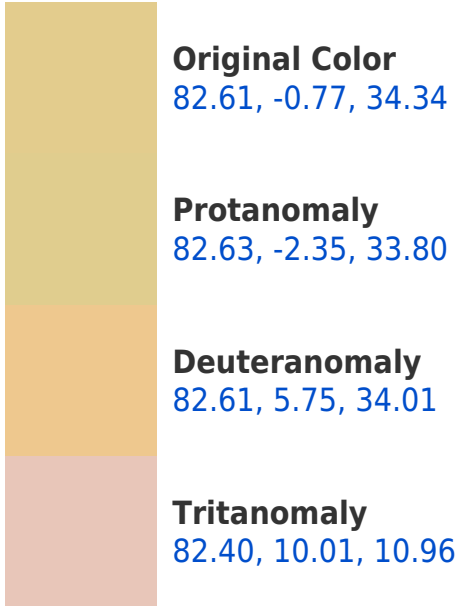 Original Color
82.61, -0.77, 34.34
Protanomaly
82.63, -2.35, 33.80
Deuteranomaly
82.61, 5.75, 34.01
Tritanomaly
82.40, 10.01, 10.96